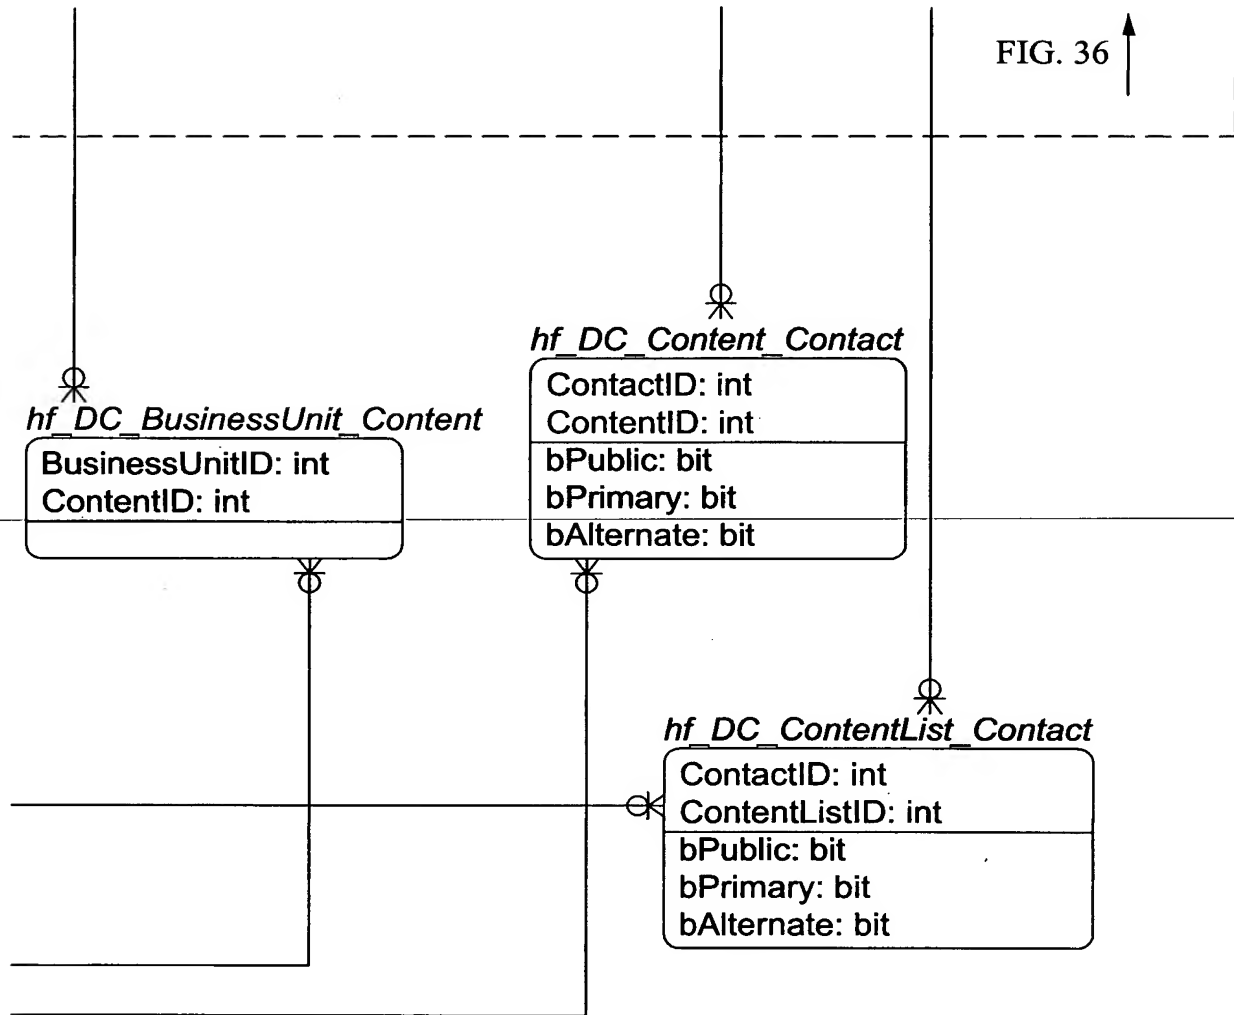 FIG. 36
hf_DC_Content_Contact
ContactID: int
ContentID: int
bPublic: bit
bPrimary: bit
bAlternate: bit
hf_DC_BusinessUnit_Content
BusinessUnitID: int
ContentID: int
hf_DC_ContentList_Contact
ContactID: int
ContentListID: int
bPublic: bit
bPrimary: bit
bAlternate: bit